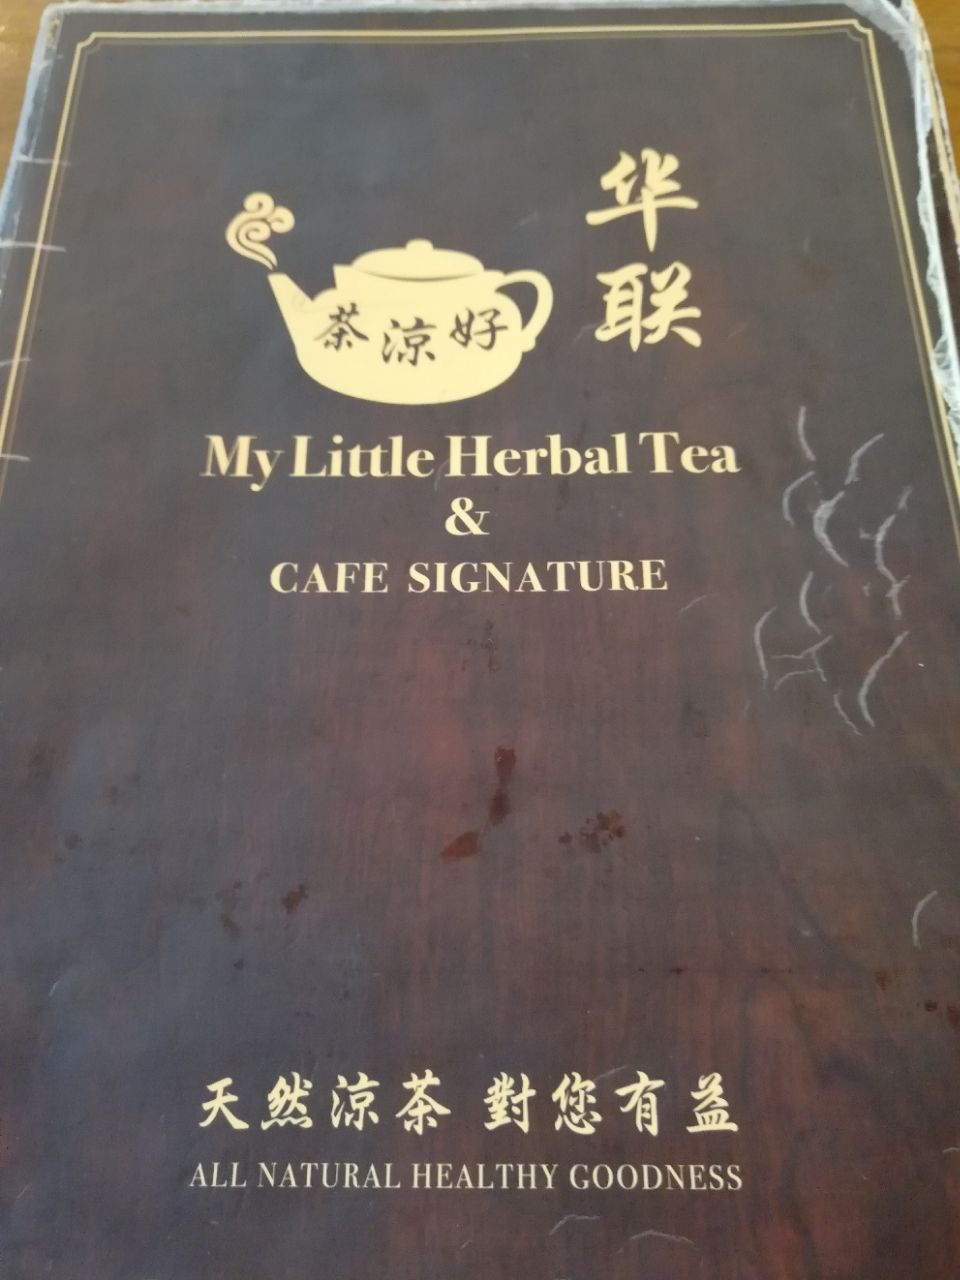 华
联
茶涼好
My Little Herbal Tea
&
CAFE SIGNATURE
天然涼茶 對您有益
ALL NATURAL HEALTHY GOODNESS